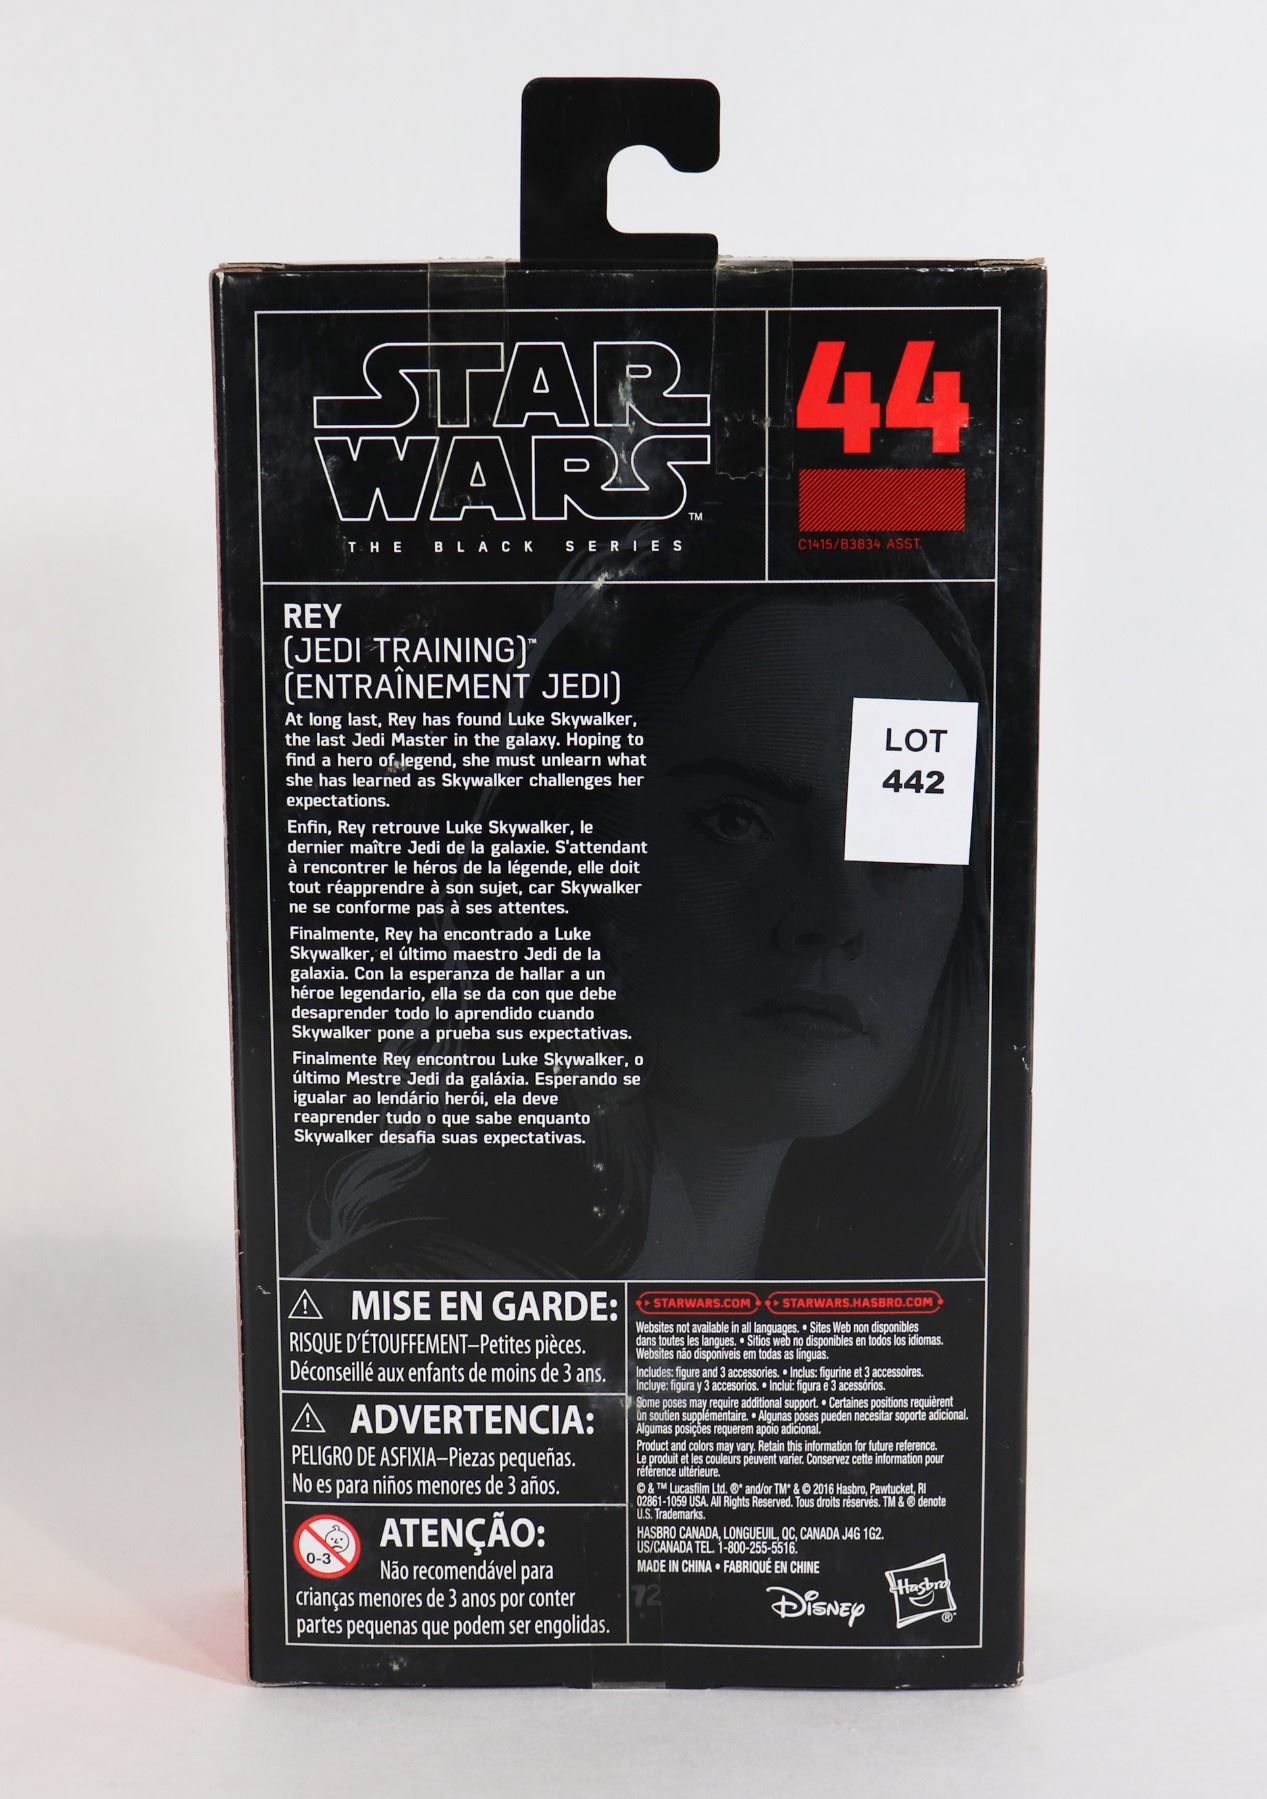 STAR
WARS™
THE BLACK SERIES
44
C1415/B3834 ASST.
REY
(JEDI TRAINING)™
(ENTRAÎNEMENT JEDI)
At long last, Rey has found Luke Skywalker,
the last Jedi Master in the galaxy. Hoping to
find a hero of legend, she must unlearn what
she has learned as Skywalker challenges her
expectations.
Enfin, Rey retrouve Luke Skywalker, le
dernier maître Jedi de la galaxie. S'attendant
à rencontrer le héros de la légende, elle doit
tout réapprendre à son sujet, car Skywalker
ne se conforme pas à ses attentes.
Finalmente, Rey ha encontrado a Luke
Skywalker, el último maestro Jedi de la
galaxia. Con la esperanza de hallar a un
héroe legendario, ella se da con que debe
desaprender todo lo aprendido cuando
Skywalker pone a prueba sus expectativas.
Finalmente Rey encontrou Luke Skywalker, o
último Mestre Jedi da galáxia. Esperando se
igualar ao lendário herói, ela deve
reaprender tudo o que sabe enquanto
Skywalker desafia suas expectativas.
LOT
442
MISE EN GARDE:
RISQUE D'ÉTOUFFEMENT–Petites pièces.
Déconseillé aux enfants de moins de 3 ans.
ADVERTENCIA:
PELIGRO DE ASFIXIA–Piezas pequeñas.
No es para niños menores de 3 años.
0-3
ATENÇÃO:
Não recomendável para
crianças menores de 3 anos por conter
partes pequenas que podem ser engolidas.
STARWARS.COM STARWARS.HASBRO.COM
Websites not available in all languages. • Sites Web non disponibles
dans toutes les langues. • Sitios web no disponibles en todos los idiomas.
Websites não disponíveis em todas as línguas.
Includes: figure and 3 accessories. • Inclus: figurine et 3 accessoires.
Incluye: figura y 3 accesorios. • Inclui: figura e 3 acessórios.
Some poses may require additional support. • Certaines positions requièrent
un soutien supplémentaire. • Algunas poses pueden necesitar soporte adicional.
Algumas posições requerem apoio adicional.
Product and colors may vary. Retain this information for future reference.
Le produit et les couleurs peuvent varier. Conservez cette information pour
référence ultérieure.
© & ™ Lucasfilm Ltd. ®* and/or TM* & © 2016 Hasbro, Pawtucket, RI
02861-1059 USA. All Rights Reserved. Tous droits réservés. TM & ® denote
U.S. Trademarks.
HASBRO CANADA, LONGUEUIL, QC, CANADA J4G 1G2.
US/CANADA TEL. 1-800-255-5516.
MADE IN CHINA • FABRIQUÉ EN CHINE
72
Disney
Hasbro®